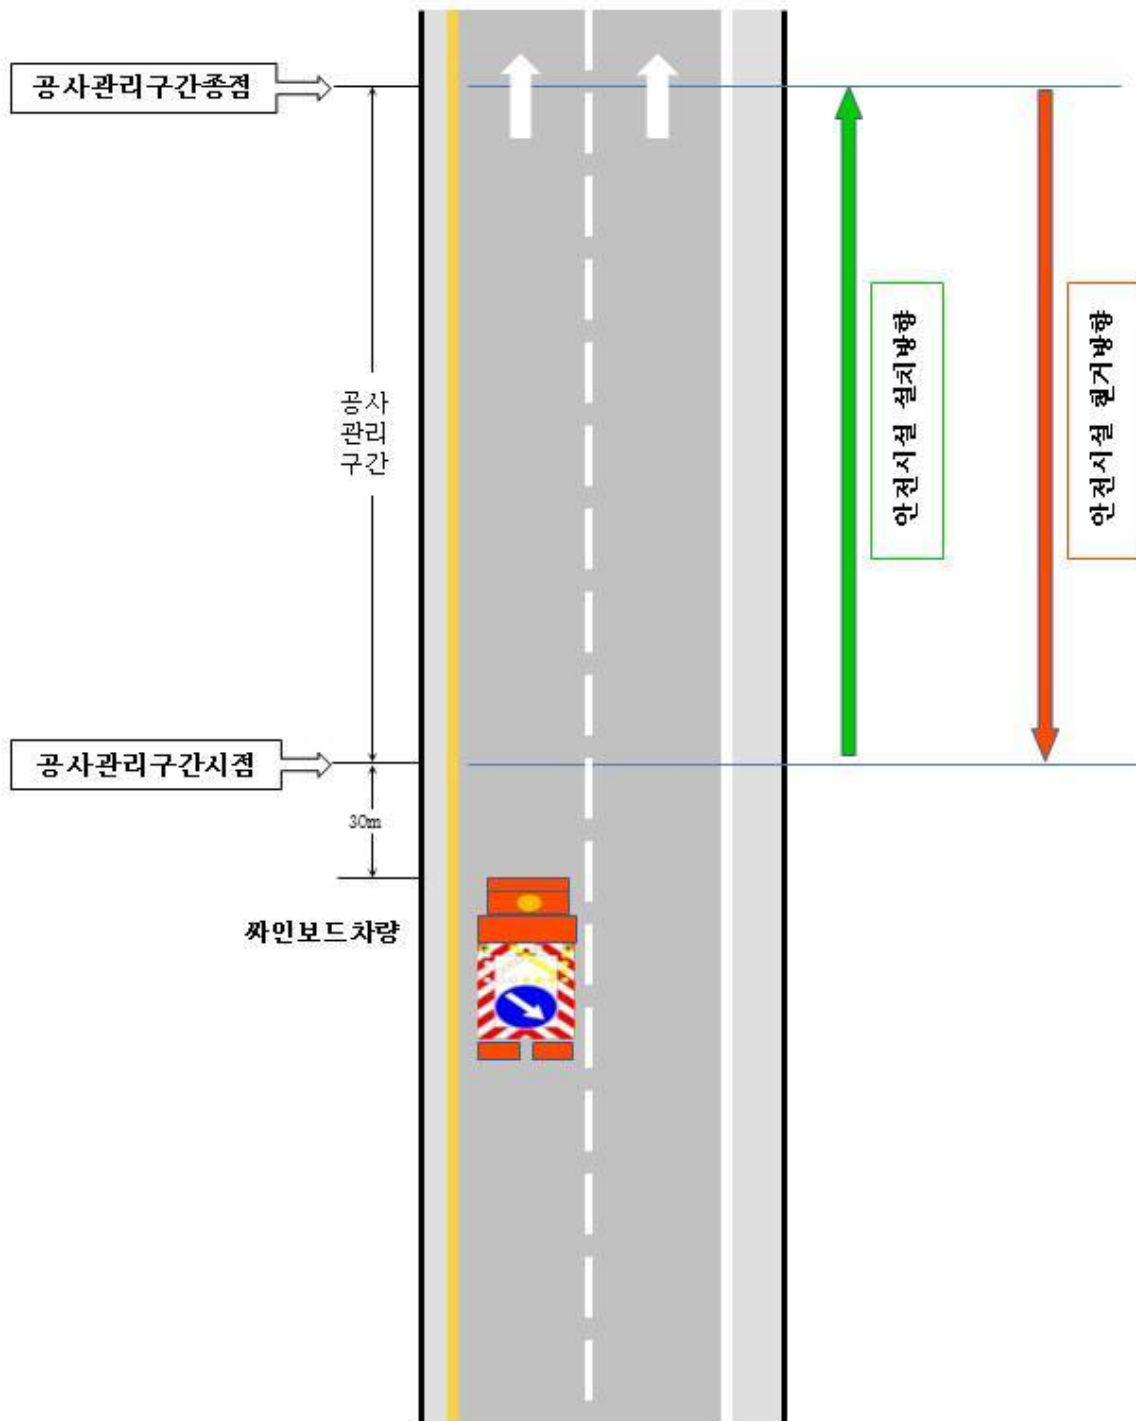 공사관리구간종점
공사
관리
구간
안전시설 설치방향
안전시설 철거방향
공사관리구간시점
30m
싸인보드차량